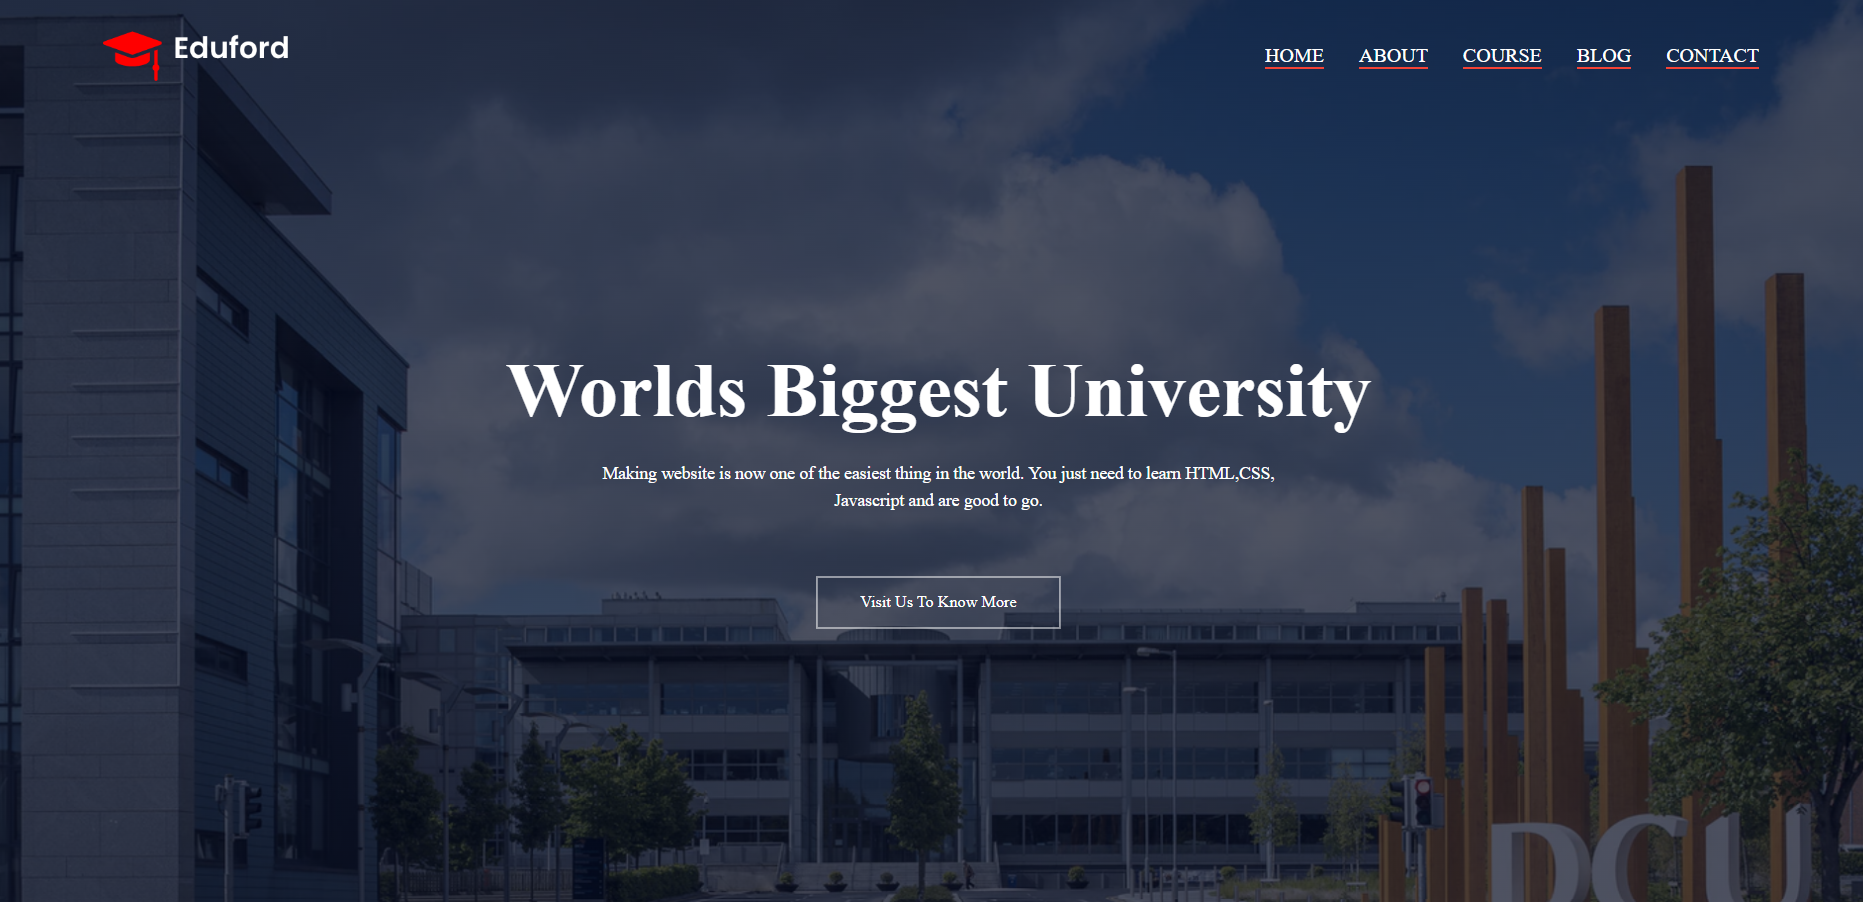 Eduford
HOME ABOUT COURSE BLOG CONTACT
Worlds Biggest University
Making website is now one of the easiest thing in the world. You just need to learn HTML,CSS,
Javascript and are good to go.
Visit Us To Know More
DCU